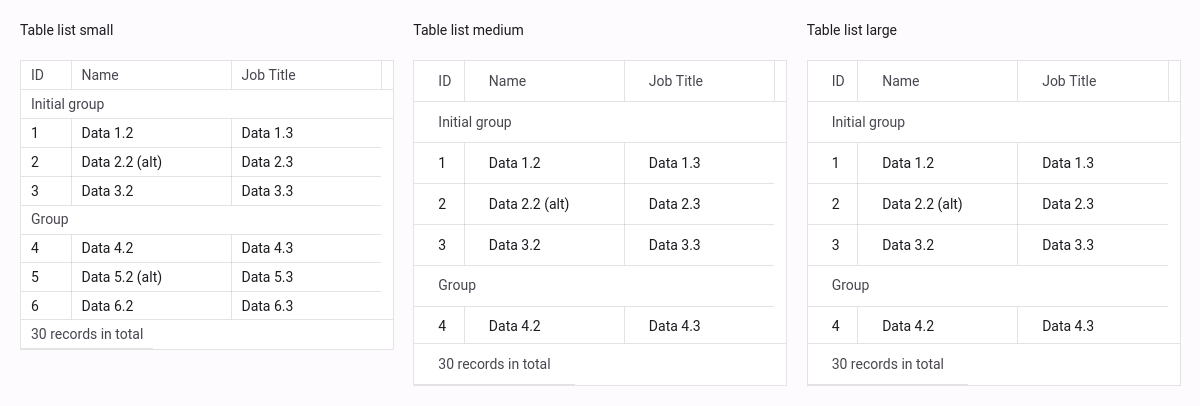 Table list small
ID Name Job Title
Initial group
1 Data 1.2 Data 1.3
2 Data 2.2 (alt) Data 2.3
3 Data 3.2 Data 3.3
Group
4 Data 4.2 Data 4.3
5 Data 5.2 (alt) Data 5.3
6 Data 6.2 Data 6.3
30 records in total
Table list medium
ID Name Job Title
Initial group
1 Data 1.2 Data 1.3
2 Data 2.2 (alt) Data 2.3
3 Data 3.2 Data 3.3
Group
4 Data 4.2 Data 4.3
30 records in total
Table list large
ID Name Job Title
Initial group
1 Data 1.2 Data 1.3
2 Data 2.2 (alt) Data 2.3
3 Data 3.2 Data 3.3
Group
4 Data 4.2 Data 4.3
30 records in total